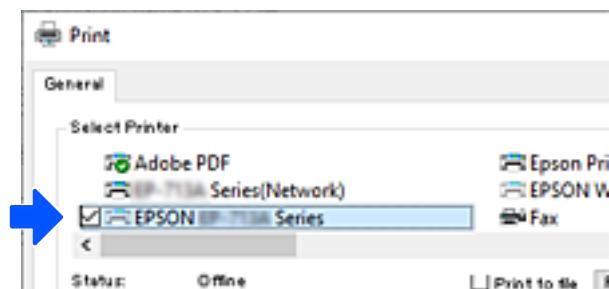 Print
General
Select Printer
Adobe PDF
Epson Pri
Series(Network)
EPSON W
EPSON Series
Fax
Status: Offline
Print to file